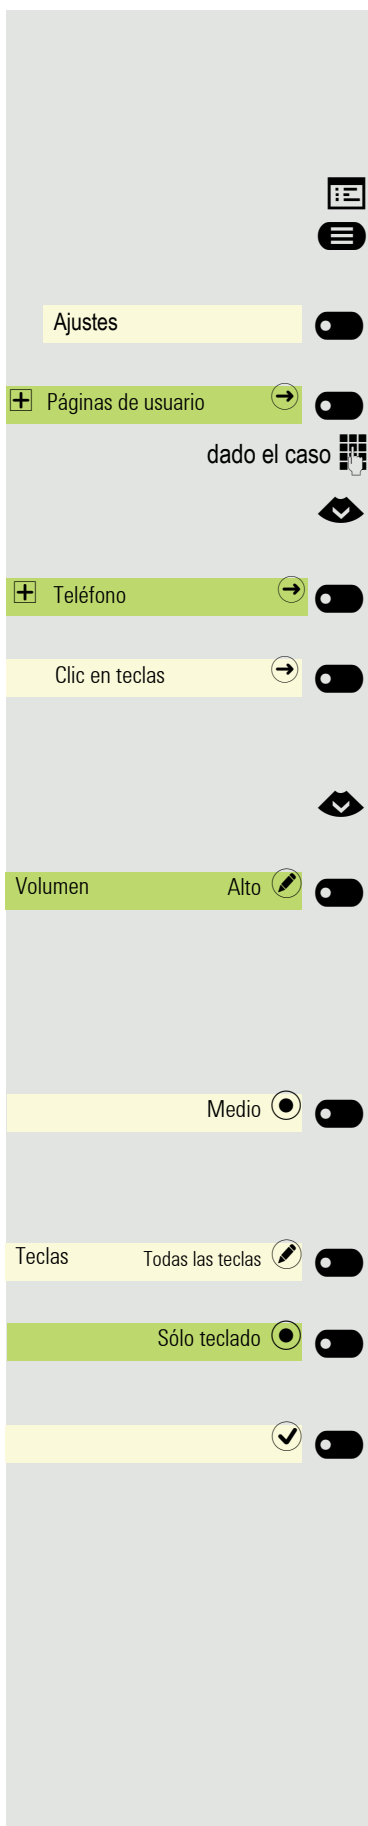 Ajustes
Páginas de usuario
dado el caso
Teléfono
Clic en teclas
Volumen Alto
Medio
Teclas Todas las teclas
Sólo teclado